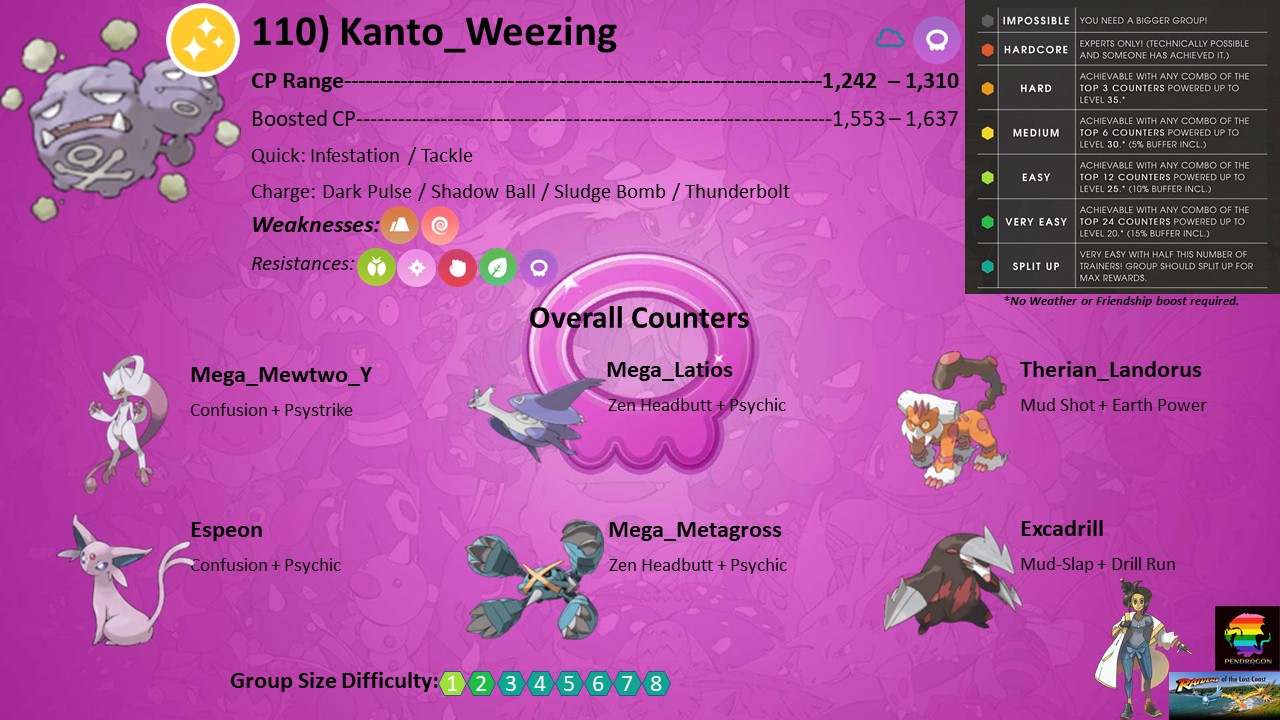 110) Kanto_Weezing
CP Range-------------------------------------------------------------------1,242 – 1,310
Boosted CP-------------------------------------------------------------------1,553 – 1,637
Quick: Infestation / Tackle
Charge: Dark Pulse / Shadow Ball / Sludge Bomb / Thunderbolt
Weaknesses:
Resistances:
IMPOSSIBLE YOU NEED A BIGGER GROUP!
HARDCORE EXPERTS ONLY! (TECHNICALLY POSSIBLE
AND SOMEONE HAS ACHIEVED IT.)
HARD ACHIEVABLE WITH ANY COMBO OF THE
TOP 3 COUNTERS POWERED UP TO
LEVEL 35.*
MEDIUM ACHIEVABLE WITH ANY COMBO OF THE
TOP 6 COUNTERS POWERED UP TO
LEVEL 30.* (5% BUFFER INCL.)
EASY ACHIEVABLE WITH ANY COMBO OF THE
TOP 12 COUNTERS POWERED UP TO
LEVEL 25.* (10% BUFFER INCL.)
VERY EASY ACHIEVABLE WITH ANY COMBO OF THE
TOP 24 COUNTERS POWERED UP TO
LEVEL 20.* (15% BUFFER INCL.)
SPLIT UP VERY EASY WITH HALF THIS NUMBER OF
TRAINERS! GROUP SHOULD SPLIT UP FOR
MAX REWARDS.
*No Weather or Friendship boost required.
Overall Counters
Mega_Mewtwo_Y
Confusion + Psystrike
Mega_Latios
Zen Headbutt + Psychic
Therian_Landorus
Mud Shot + Earth Power
Espeon
Confusion + Psychic
Mega_Metagross
Zen Headbutt + Psychic
Excadrill
Mud-Slap + Drill Run
Group Size Difficulty: 1 2 3 4 5 6 7 8
PENDRAGON
RAIDERS of the Lost Coast